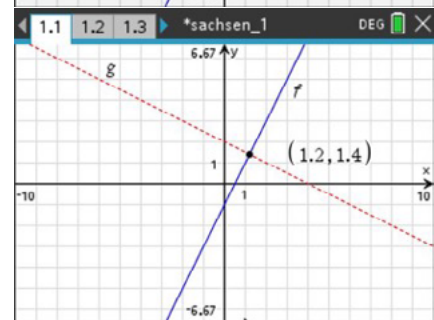 1.1 1.2 1.3 *sachsen_1 DEG
6.67 y
g
f
(1.2,1.4)
1
x
-10 1 10
-6.67